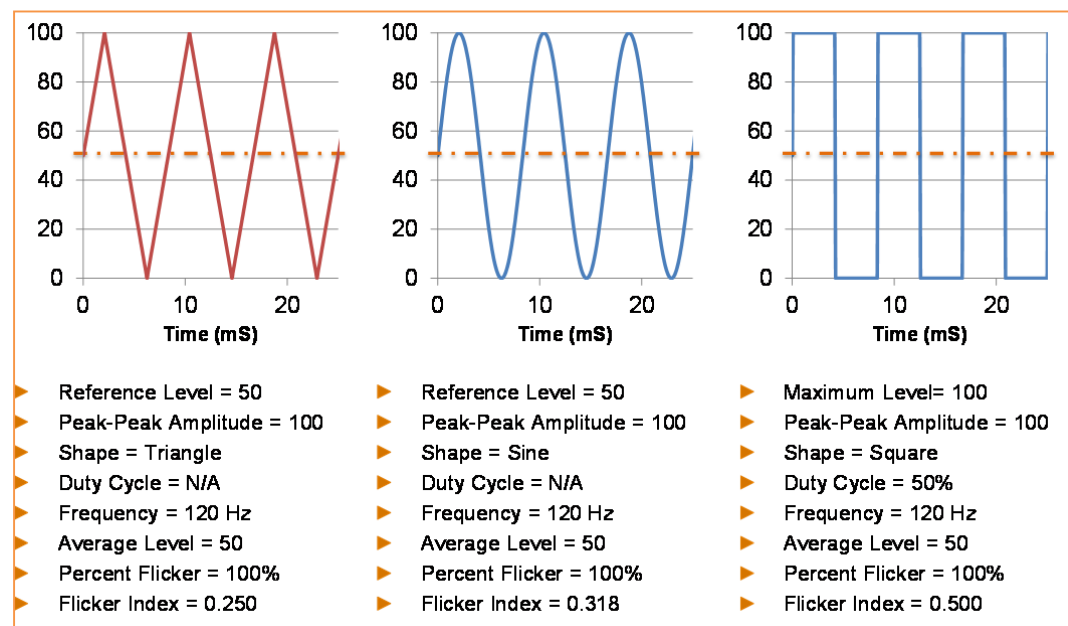 100
80
60
40
20
0
0 10 20
Time (mS)
100
80
60
40
20
0
0 10 20
Time (mS)
100
80
60
40
20
0
0 10 20
Time (mS)
Reference Level = 50
Peak-Peak Amplitude = 100
Shape = Triangle
Duty Cycle = N/A
Frequency = 120 Hz
Average Level = 50
Percent Flicker = 100%
Flicker Index = 0.250
Reference Level = 50
Peak-Peak Amplitude = 100
Shape = Sine
Duty Cycle = N/A
Frequency = 120 Hz
Average Level = 50
Percent Flicker = 100%
Flicker Index = 0.318
Maximum Level= 100
Peak-Peak Amplitude = 100
Shape = Square
Duty Cycle = 50%
Frequency = 120 Hz
Average Level = 50
Percent Flicker = 100%
Flicker Index = 0.500